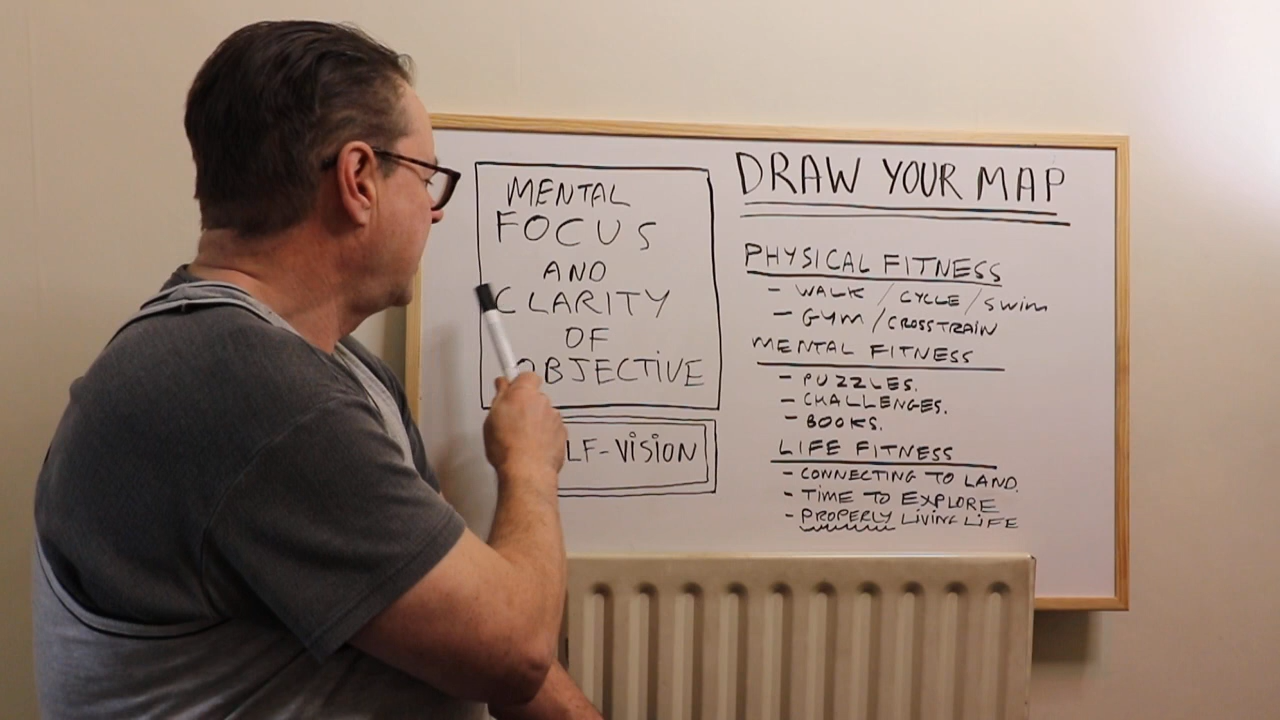 MENTAL
FOCUS
AND
CLARITY
OF
OBJECTIVE
LF-VISION
DRAW YOUR MAP
PHYSICAL FITNESS
- WALK / CYCLE / SWIM
- GYM / CROSSTRAIN
MENTAL FITNESS
- PUZZLES.
- CHALLENGES.
- BOOKS.
LIFE FITNESS
- CONNECTING TO LAND.
- TIME TO EXPLORE
- PROPERLY LIVING LIFE